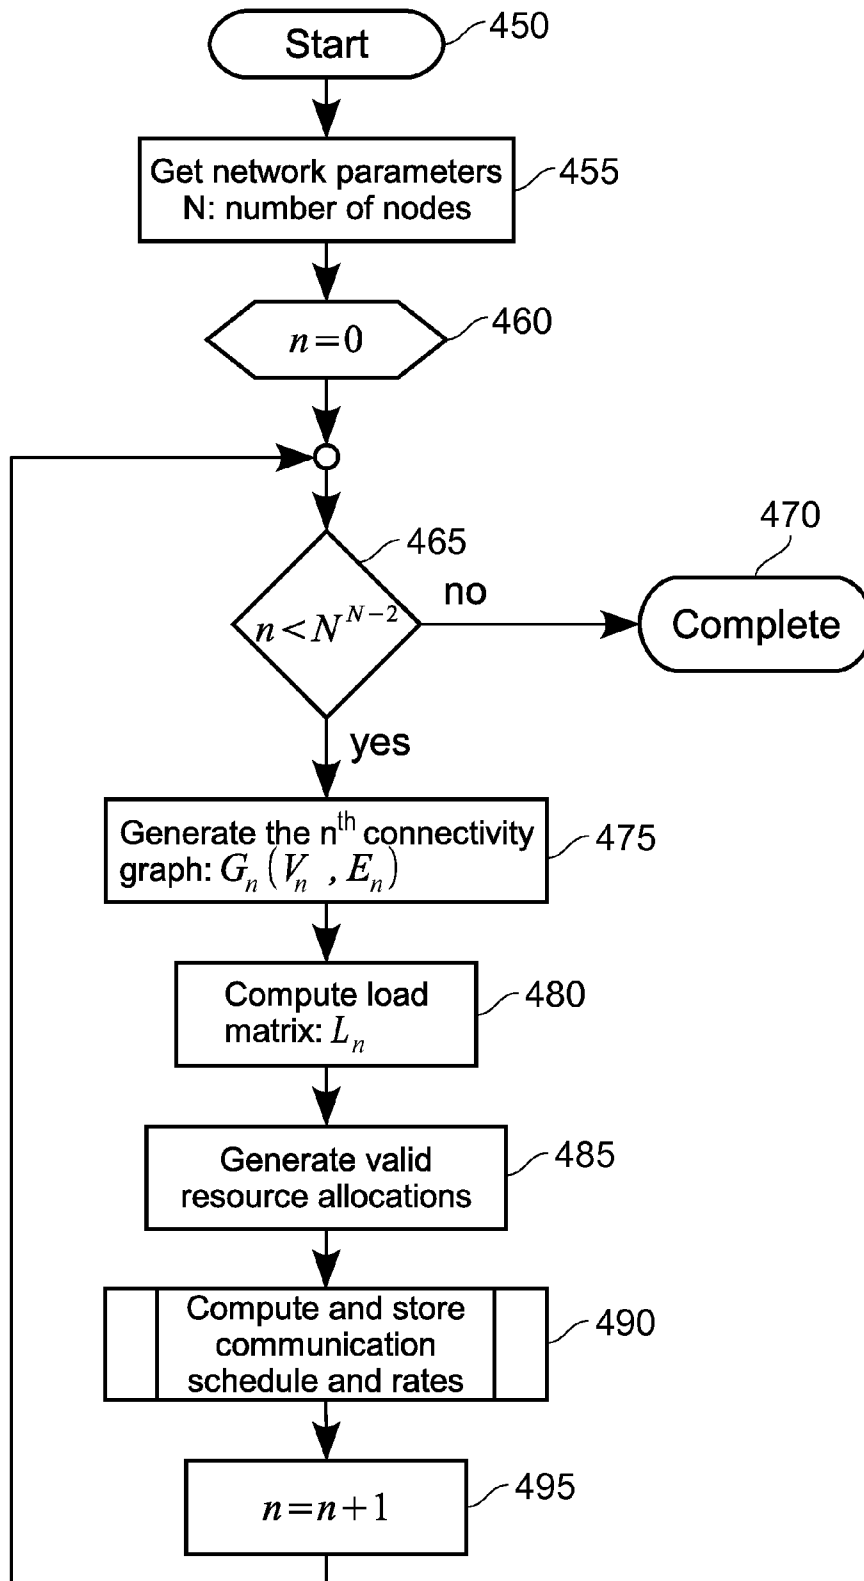 Start
450
Get network parameters
N: number of nodes
455
n=0
460
465
n<N^{N-2}
no
470
Complete
yes
Generate the n^{th} connectivity
graph: G_n(V_n , E_n)
475
Compute load
matrix: L_n
480
Generate valid
resource allocations
485
Compute and store
communication
schedule and rates
490
n=n+1
495